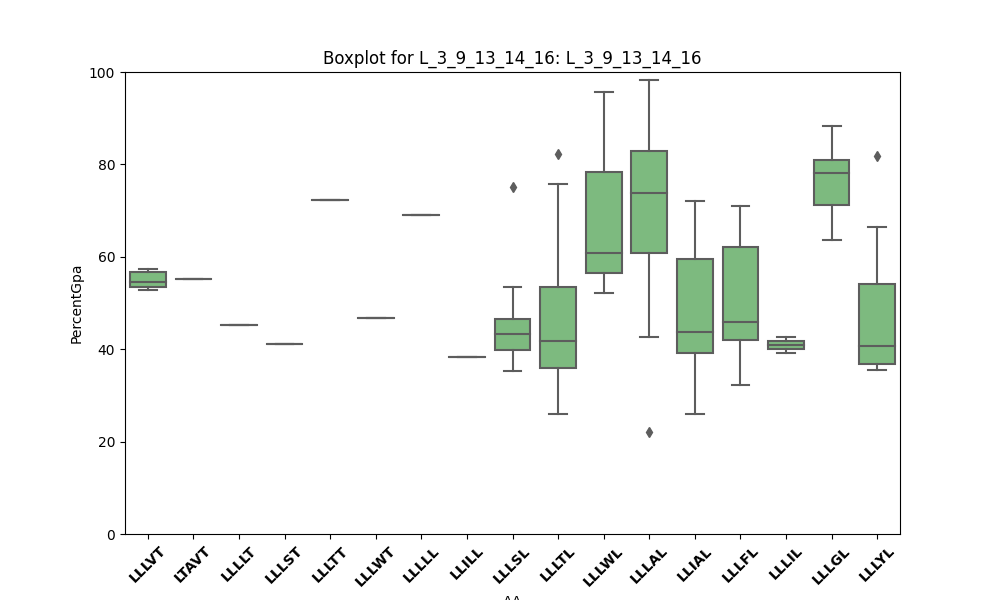 Boxplot for L_3_9_13_14_16: L_3_9_13_14_16
100
80
60
40
20
0
PercentGpa
LLLVT
LTAVT
LLLLT
LLLST
LLLTT
LLLWT
LLLLL
LLILL
LLLSL
LLLTL
LLLWL
LLLAL
LLIAL
LLLFL
LLLIL
LLLGL
LLLYL
AA